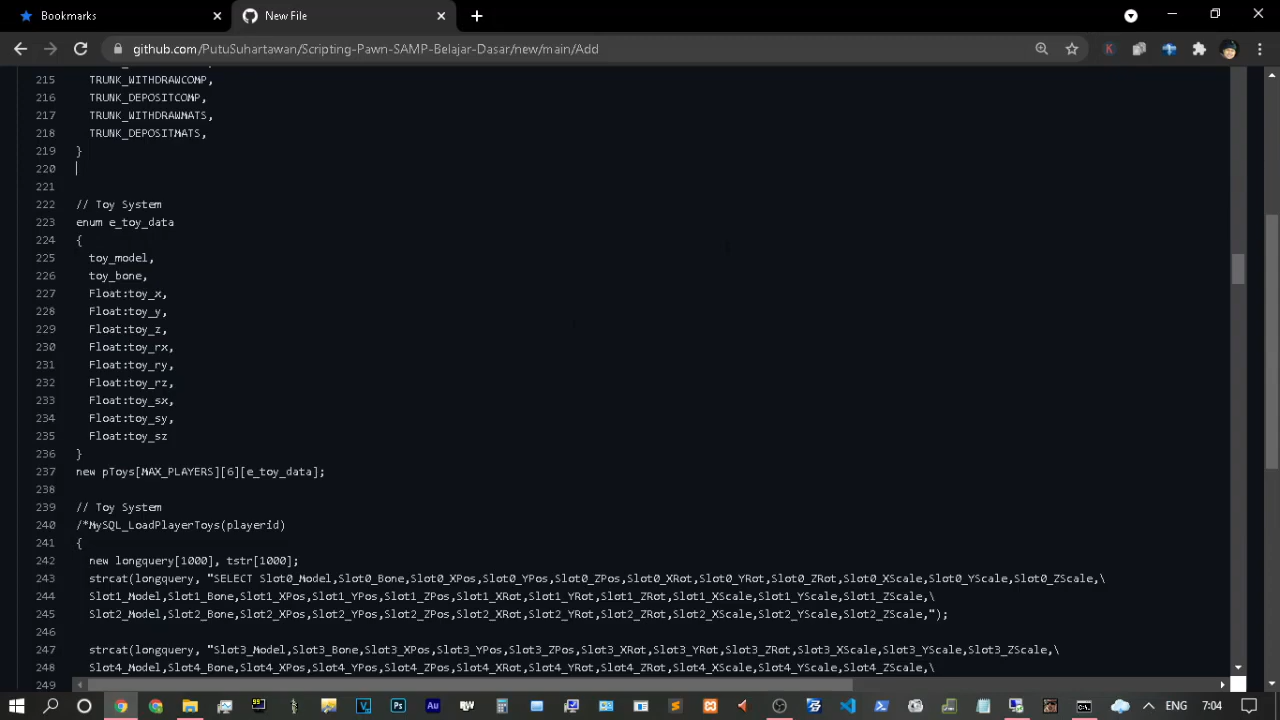 Bookmarks
New File
github.com/PutuSuhartawan/Scripting-Pawn-SAMP-Belajar-Dasar/new/main/Add
215 TRUNK_WITHDRAWCOMP,
216 TRUNK_DEPOSITCOMP,
217 TRUNK_WITHDRAWMATS,
218 TRUNK_DEPOSITMATS,
219 }
220
221
222 // Toy System
223 enum e_toy_data
224 {
225 toy_model,
226 toy_bone,
227 Float:toy_x,
228 Float:toy_y,
229 Float:toy_z,
230 Float:toy_rx,
231 Float:toy_ry,
232 Float:toy_rz,
233 Float:toy_sx,
234 Float:toy_sy,
235 Float:toy_sz
236 }
237 new pToys[MAX_PLAYERS][6][e_toy_data];
238
239 // Toy System
240 /*MySQL_LoadPlayerToys(playerid)
241 {
242 new longquery[1000], tstr[1000];
243 strcat(longquery, "SELECT Slot0_Model,Slot0_Bone,Slot0_XPos,Slot0_YPos,Slot0_ZPos,Slot0_XRot,Slot0_YRot,Slot0_ZRot,Slot0_XScale,Slot0_YScale,Slot0_ZScale,\
244 Slot1_Model,Slot1_Bone,Slot1_XPos,Slot1_YPos,Slot1_ZPos,Slot1_XRot,Slot1_YRot,Slot1_ZRot,Slot1_XScale,Slot1_YScale,Slot1_ZScale,\
245 Slot2_Model,Slot2_Bone,Slot2_XPos,Slot2_YPos,Slot2_ZPos,Slot2_XRot,Slot2_YRot,Slot2_ZRot,Slot2_XScale,Slot2_YScale,Slot2_ZScale,");
246
247 strcat(longquery, "Slot3_Model,Slot3_Bone,Slot3_XPos,Slot3_YPos,Slot3_ZPos,Slot3_XRot,Slot3_YRot,Slot3_ZRot,Slot3_XScale,Slot3_YScale,Slot3_ZScale,\
248 Slot4_Model,Slot4_Bone,Slot4_XPos,Slot4_YPos,Slot4_ZPos,Slot4_XRot,Slot4_YRot,Slot4_ZRot,Slot4_XScale,Slot4_YScale,Slot4_ZScale,\
249
ENG 7:04